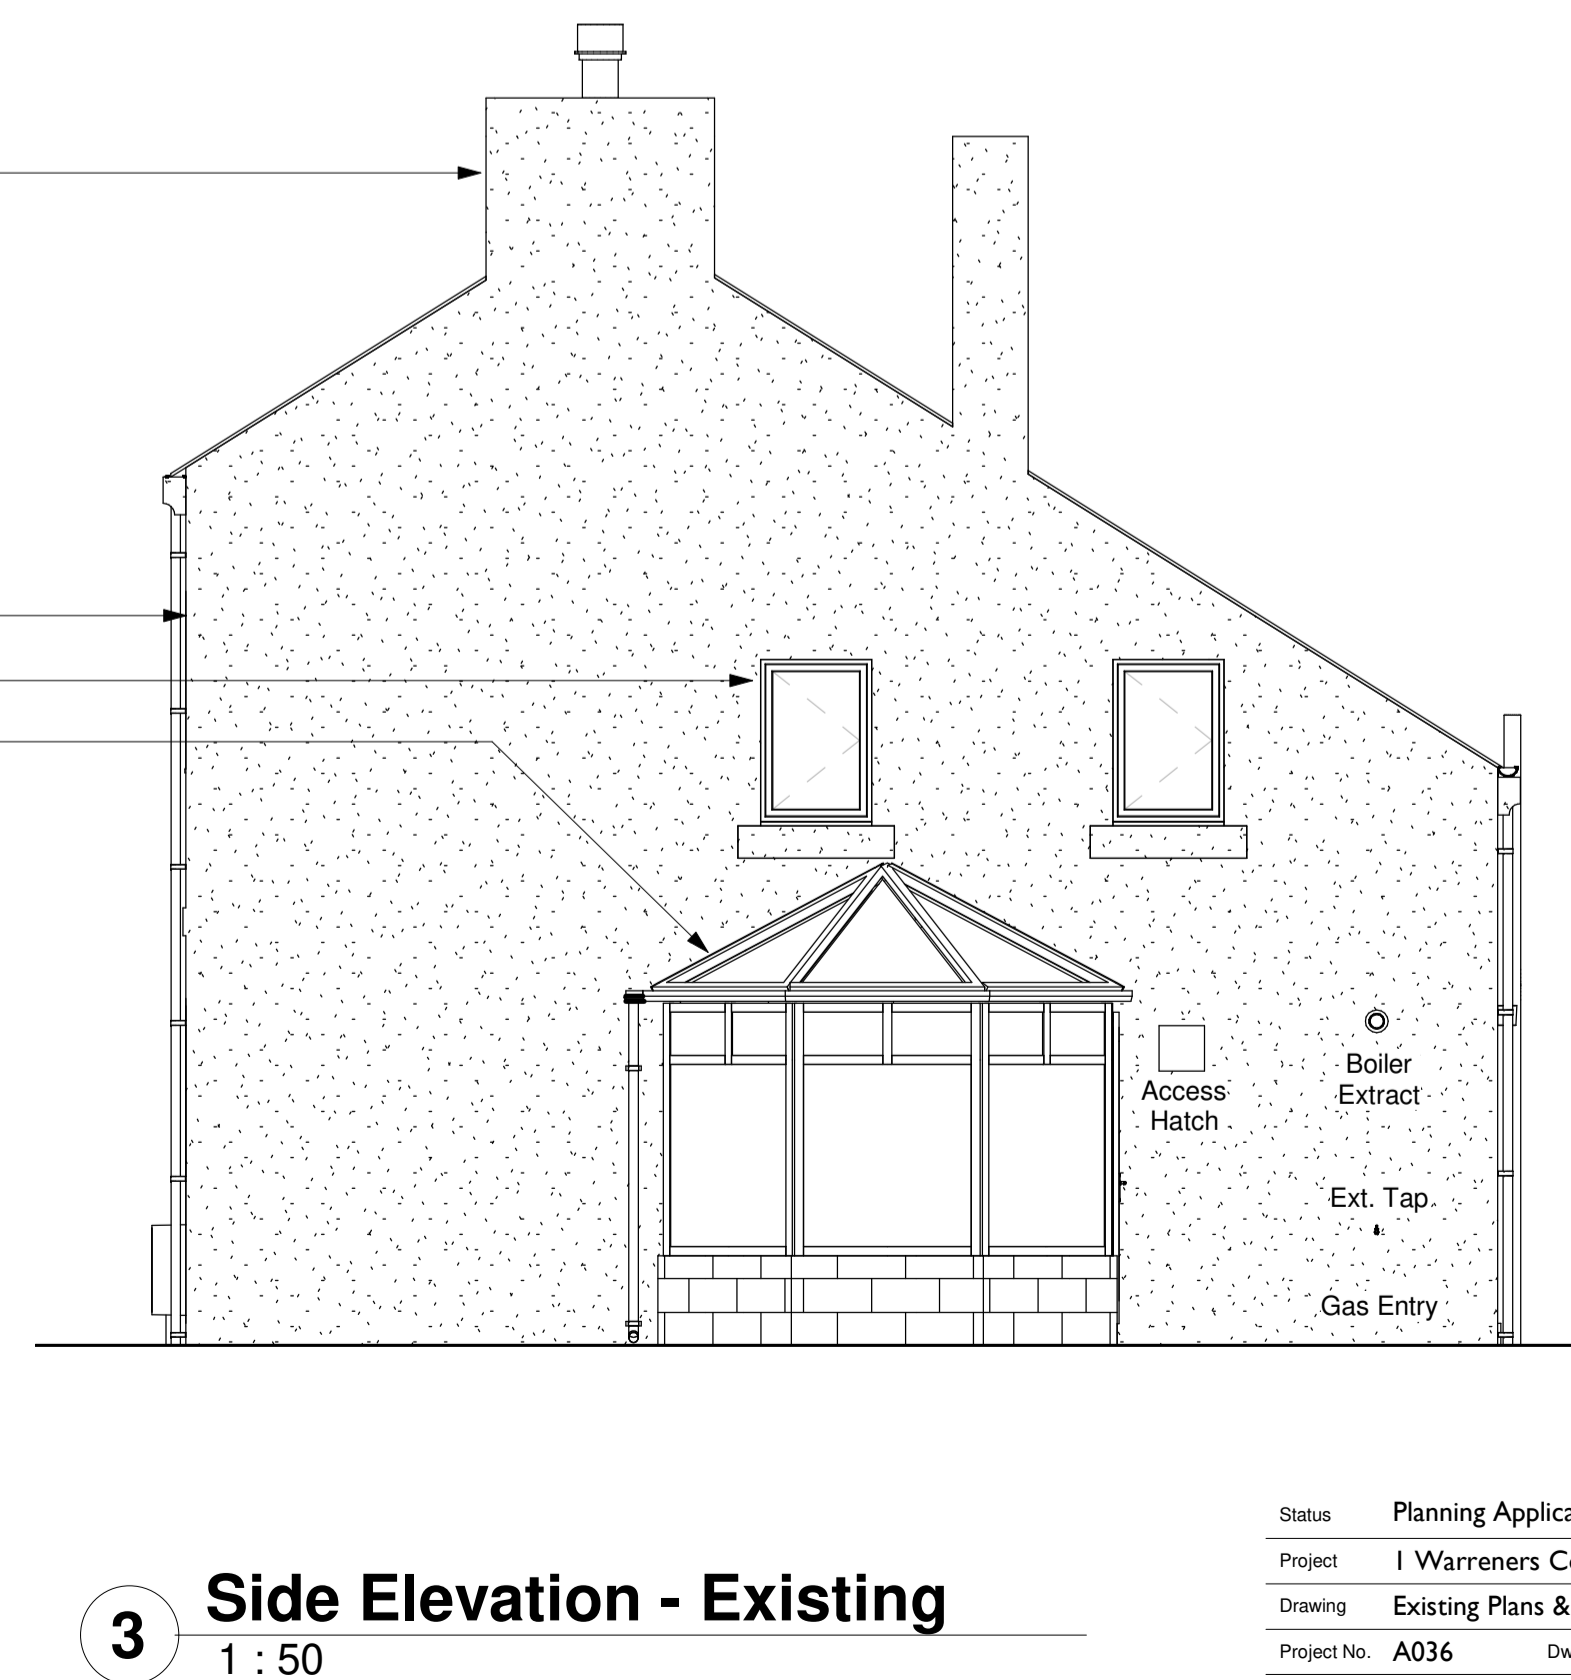 Access
Hatch
Boiler
Extract
Ext. Tap
Gas Entry
3
Side Elevation - Existing
1 : 50
Status Planning Applica
Project 1 Warreners Co
Drawing Existing Plans &
Project No. A036 Dw